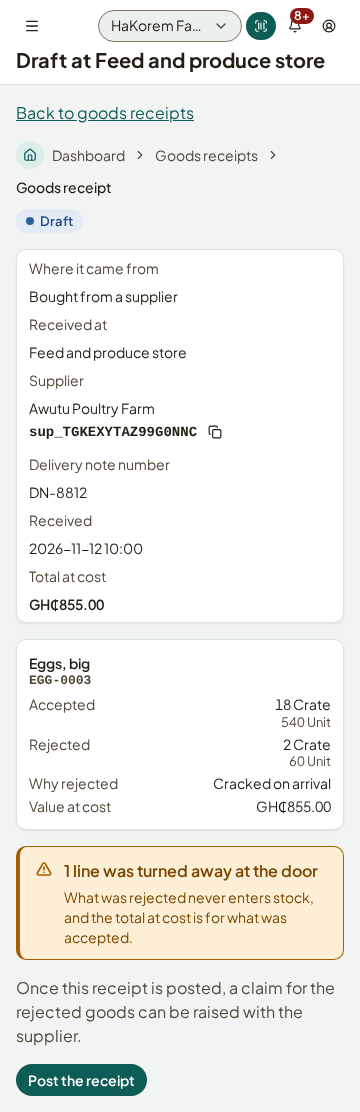 HaKorem Fa...
8+
Draft at Feed and produce store
Back to goods receipts
Dashboard > Goods receipts >
Goods receipt
Draft
Where it came from
Bought from a supplier
Received at
Feed and produce store
Supplier
Awutu Poultry Farm
sup_TGKEXYTAZ99G0NNC
Delivery note number
DN-8812
Received
2026-11-12 10:00
Total at cost
GH₵855.00
Eggs, big
EGG-0003
Accepted 18 Crate
540 Unit
Rejected 2 Crate
60 Unit
Why rejected Cracked on arrival
Value at cost GH₵855.00
1 line was turned away at the door
What was rejected never enters stock,
and the total at cost is for what was
accepted.
Once this receipt is posted, a claim for the
rejected goods can be raised with the
supplier.
Post the receipt